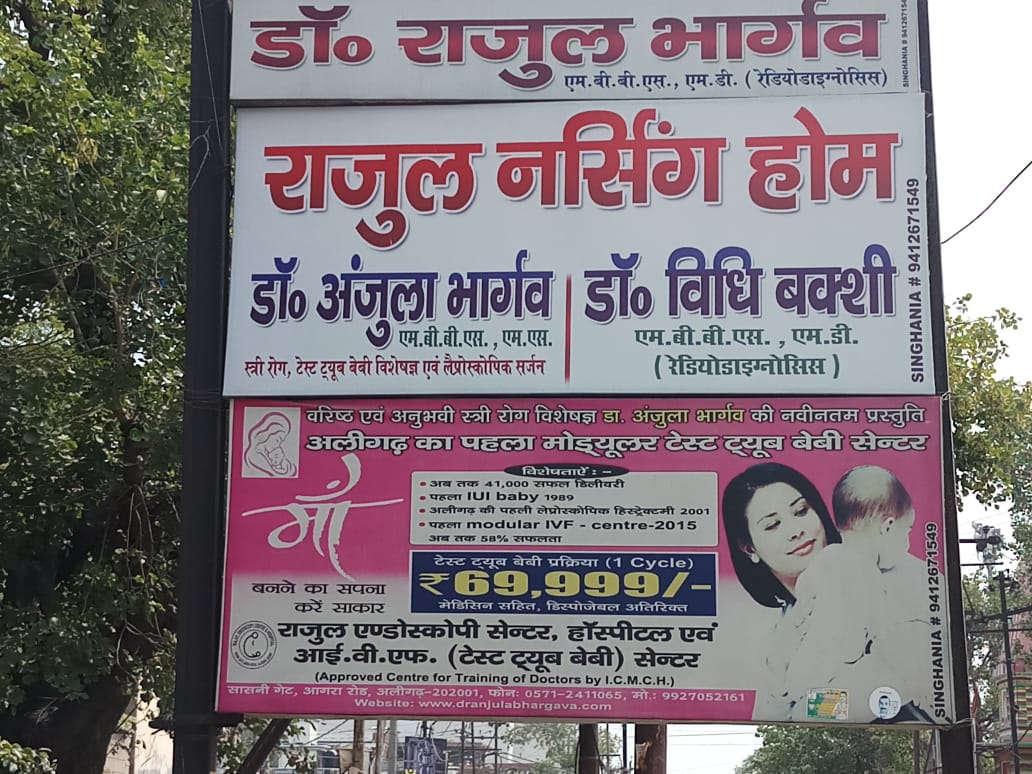 डॉ० राजुल भार्गव
एम.बी.बी.एस., एम.डी. (रेडियोडाइग्नोसिस)
SINGHANIA # 941267154
राजुल नर्सिंग होम
डॉ० अंजुला भार्गव
एम.बी.बी.एस. , एम.एस.
स्त्री रोग, टेस्ट ट्यूब बेबी विशेषज्ञ एवं लैप्रोस्कोपिक सर्जन
डॉ० विधि बक्शी
एम.बी.बी.एस. , एम.डी.
( रेडियोडाइग्नोसिस )
SINGHANIA # 9412671549
वरिष्ठ एवं अनुभवी स्त्री रोग विशेषज्ञ डा. अंजुला भार्गव की नवीनतम प्रस्तुति
अलीगढ़ का पहला मोड्यूलर टेस्ट ट्यूब बेबी सेन्टर
माँ
बनने का सपना
करें साकार
विशेषताऐं : –
• अब तक 41,000 सफल डिलीवरी
• पहला IUI baby 1989
• अलीगढ़ की पहली लेप्रोस्कोपिक हिस्ट्रेक्टमी 2001
• पहला modular IVF - centre-2015
अब तक 58% सफलता
टेस्ट ट्यूब बेबी प्रक्रिया (1 Cycle)
₹69,999/-
मेडिसिन सहित, डिस्पोजेबल अतिरिक्त
राजुल एण्डोस्कोपी सेन्टर, हॉस्पीटल एवं
आई.वी.एफ. (टेस्ट ट्यूब बेबी) सेन्टर
(Approved Centre for Training of Doctors by I.C.M.C.H.)
सासनी गेट, आगरा रोड, अलीगढ़-202001, फोन: 0571-2411065, मो.: 9927052161
Website: www.dranjulabhargava.com
SINGHANIA # 9412671549